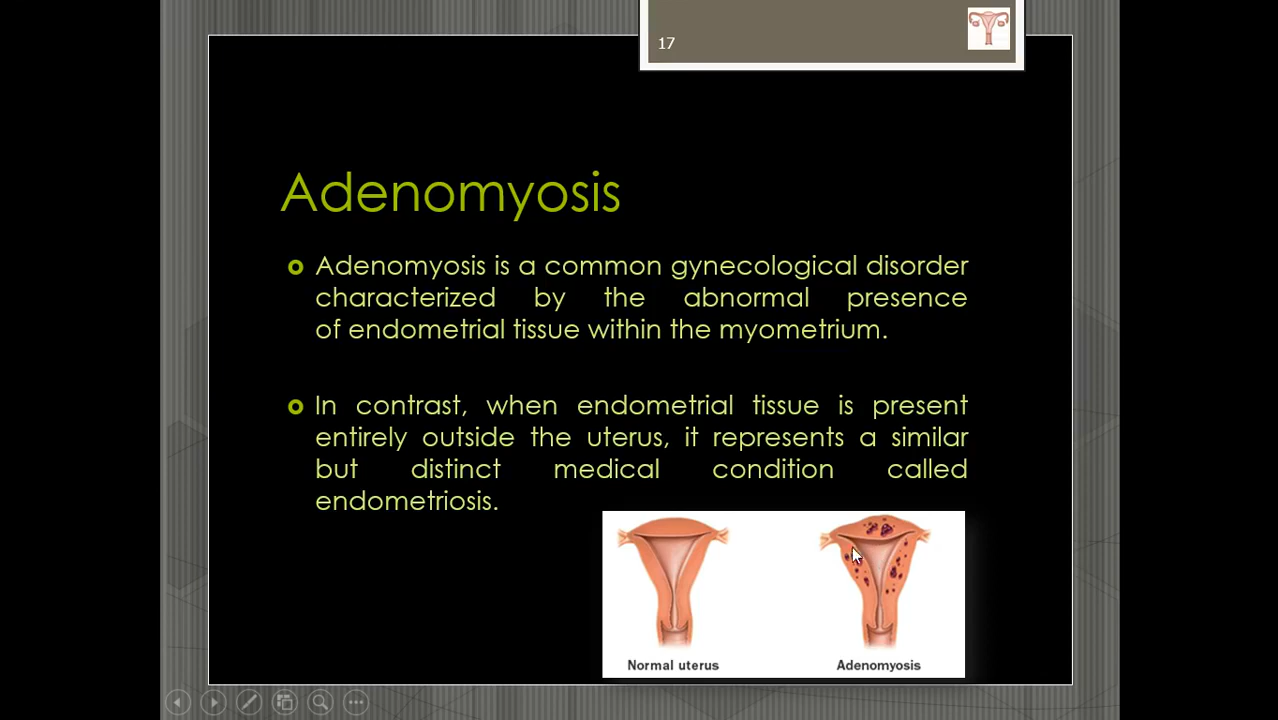 17
Adenomyosis
Adenomyosis is a common gynecological disorder
characterized by the abnormal presence
of endometrial tissue within the myometrium.
In contrast, when endometrial tissue is present
entirely outside the uterus, it represents a similar
but distinct medical condition called
endometriosis.
Normal uterus
Adenomyosis